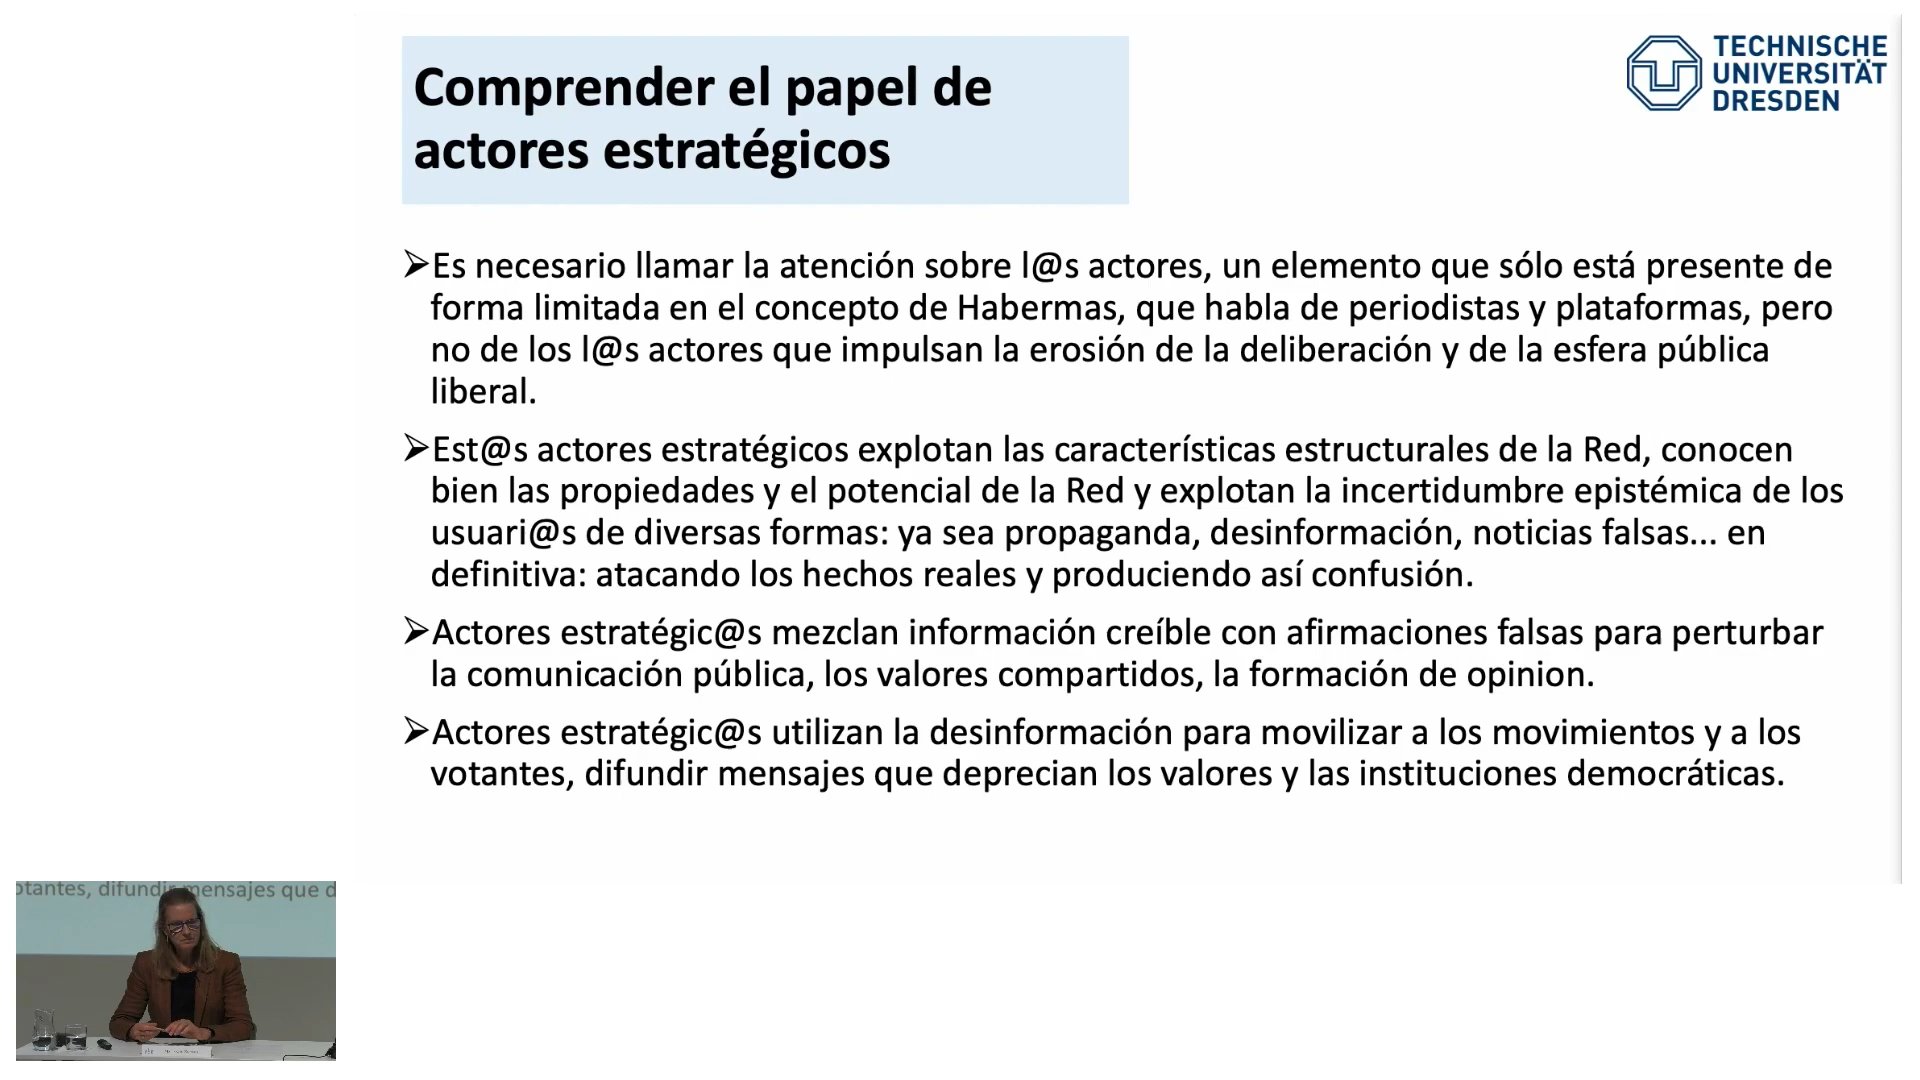 Comprender el papel de
actores estratégicos
TECHNISCHE
UNIVERSITÄT
DRESDEN
➢Es necesario llamar la atención sobre l@s actores, un elemento que sólo está presente de
forma limitada en el concepto de Habermas, que habla de periodistas y plataformas, pero
no de los l@s actores que impulsan la erosión de la deliberación y de la esfera pública
liberal.
➢Est@s actores estratégicos explotan las características estructurales de la Red, conocen
bien las propiedades y el potencial de la Red y explotan la incertidumbre epistémica de los
usuari@s de diversas formas: ya sea propaganda, desinformación, noticias falsas... en
definitiva: atacando los hechos reales y produciendo así confusión.
➢Actores estratégic@s mezclan información creíble con afirmaciones falsas para perturbar
la comunicación pública, los valores compartidos, la formación de opinion.
➢Actores estratégic@s utilizan la desinformación para movilizar a los movimientos y a los
votantes, difundir mensajes que deprecian los valores y las instituciones democráticas.
otantes, difundir mensajes que d